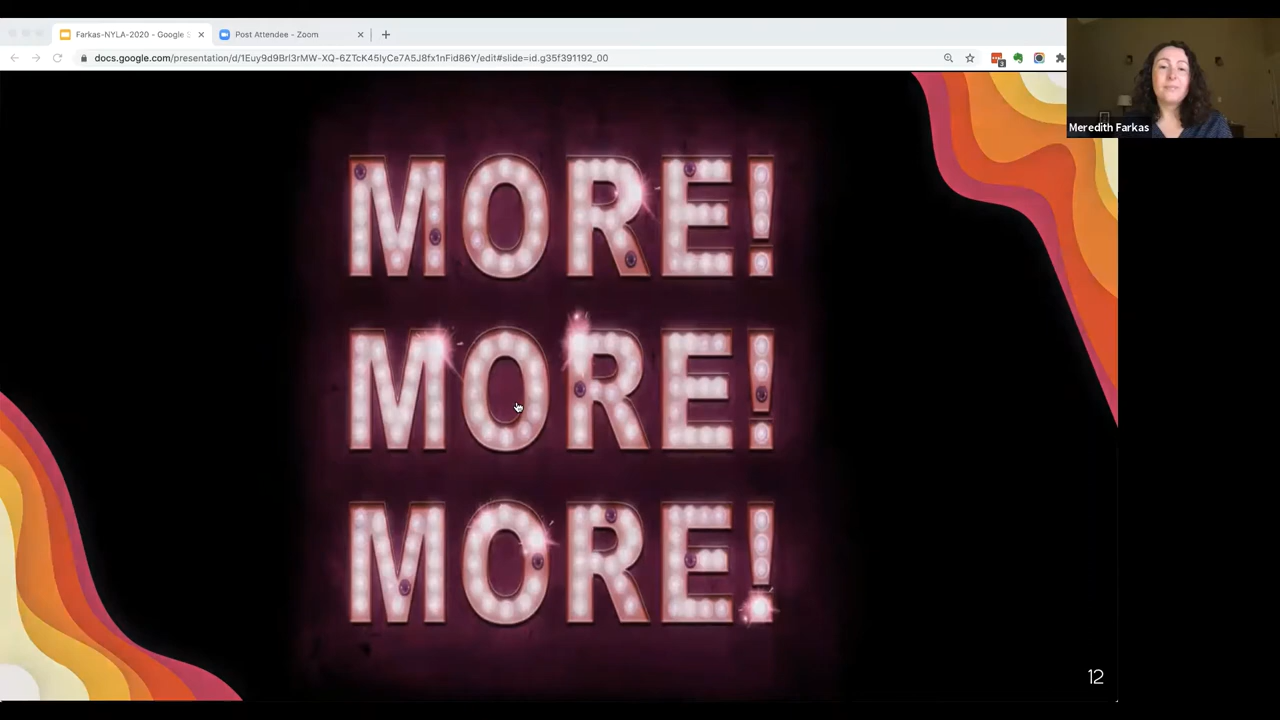 Farkas-NYLA-2020 - Google S
Post Attendee - Zoom
docs.google.com/presentation/d/1Euy9d9Brl3rMW-XQ-6ZTcK45IyCe7A5J8fx1nFid86Y/edit#slide=id.g35f391192_00
Meredith Farkas
MORE!
MORE!
MORE!
12